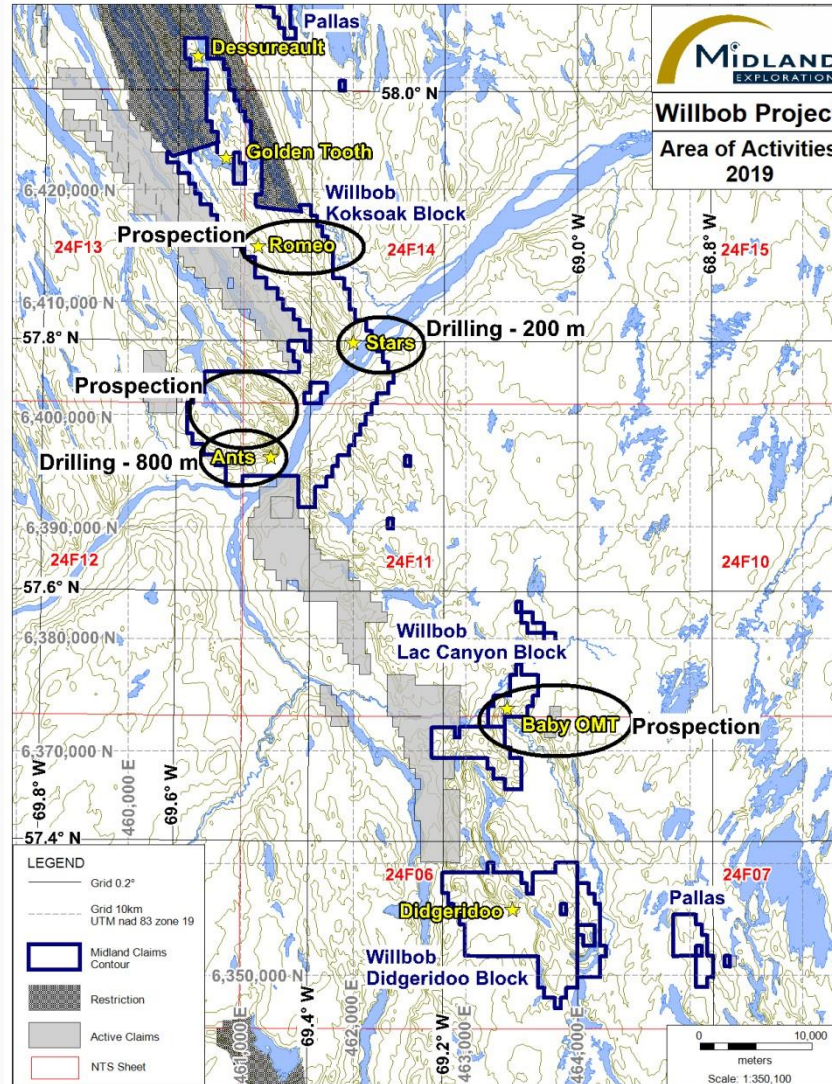 Pallas
MIDLAND
EXPLORATION
Willbob Projec
Area of Activities
2019
Dessureault
58.0° N
Golden Tooth
6,420,000 N
Willbob
Koksoak Block
Prospection
24F13
Romeo
24F14
69.0° W
68.8° W
24F15
6,410,000 N
57.8° N
Stars
Drilling - 200 m
Prospection
6,400,000 N
Drilling - 800 m
Ants
6,390,000 N
24F12
24F11
24F10
57.6° N
6,380,000 N
Willbob
Lac Canyon Block
Baby OMT
Prospection
6,370,000 N
69.8° W
460,000 E
69.6° W
57.4° N
24F06
24F07
Didgeridoo
Pallas
Willbob
Didgeridoo Block
6,350,000 N
461,000 E
69.4° W
462,000 E
69.2° W
463,000 E
464,000 E
LEGEND
Grid 0.2°
Grid 10km
UTM nad 83 zone 19
Midland Claims
Contour
Restriction
Active Claims
NTS Sheet
0
10,000
meters
Scale: 1:350,100